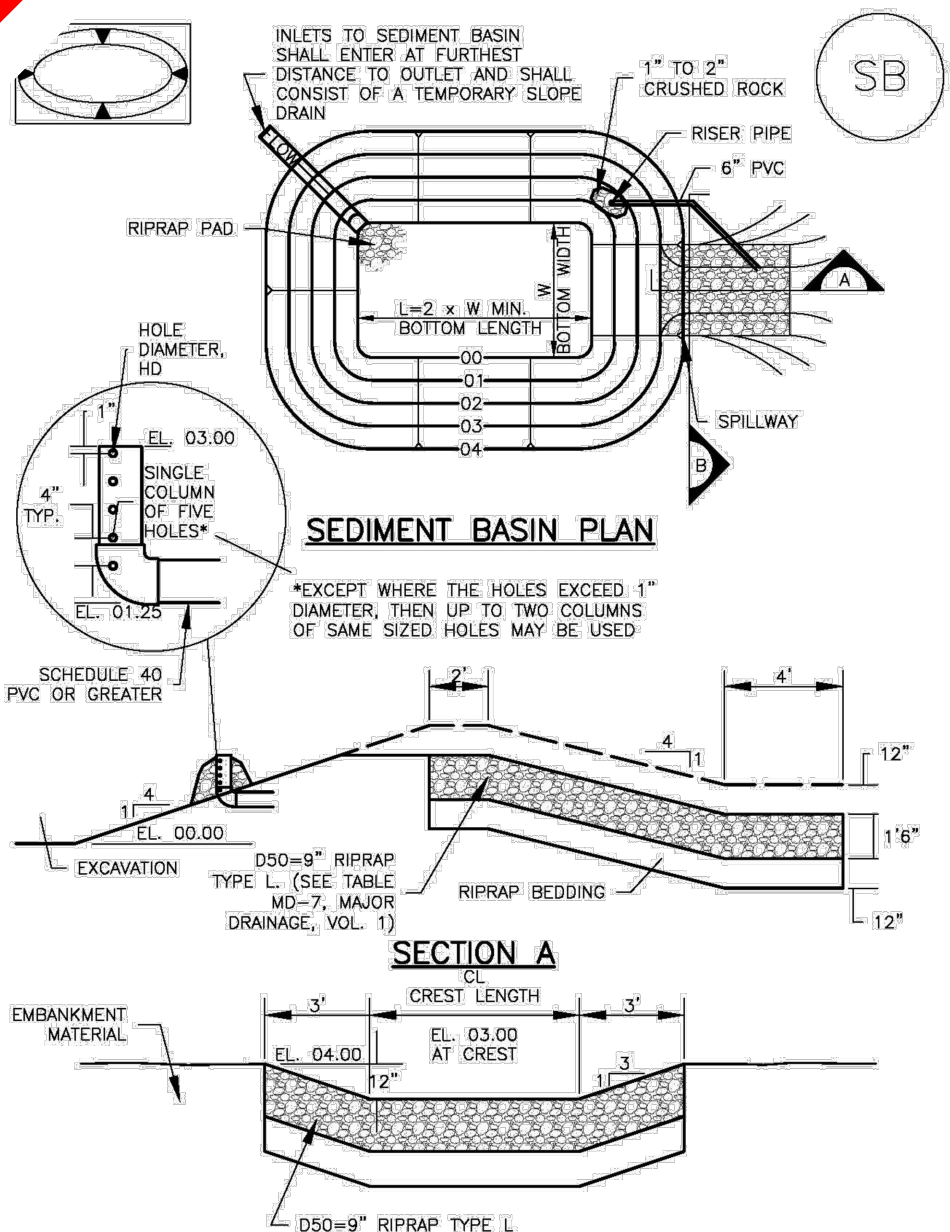 INLETS TO SEDIMENT BASIN
SHALL ENTER AT FURTHEST
DISTANCE TO OUTLET AND SHALL
CONSIST OF A TEMPORARY SLOPE
DRAIN
1" TO 2"
CRUSHED ROCK
SB
RISER PIPE
6" PVC
FLOW
RIPRAP PAD
A
W
BOTTOM WIDTH
L=2 x W MIN.
BOTTOM LENGTH
00
01
02
03
04
SPILLWAY
B
HOLE
DIAMETER,
HD
1"
EL. 03.00
4"
TYP.
SINGLE
COLUMN
OF FIVE
HOLES*
EL. 01.25
SEDIMENT BASIN PLAN
*EXCEPT WHERE THE HOLES EXCEED 1"
DIAMETER, THEN UP TO TWO COLUMNS
OF SAME SIZED HOLES MAY BE USED
SCHEDULE 40
PVC OR GREATER
2'
4'
4
1
12"
4
1
EL. 00.00
1'6"
EXCAVATION
D50=9" RIPRAP
TYPE L. (SEE TABLE
MD-7, MAJOR
DRAINAGE, VOL. 1)
RIPRAP BEDDING
12"
SECTION A
CL
CREST LENGTH
3'
3'
EMBANKMENT
MATERIAL
EL. 04.00
EL. 03.00
AT CREST
12"
3
1
D50=9" RIPRAP TYPE L